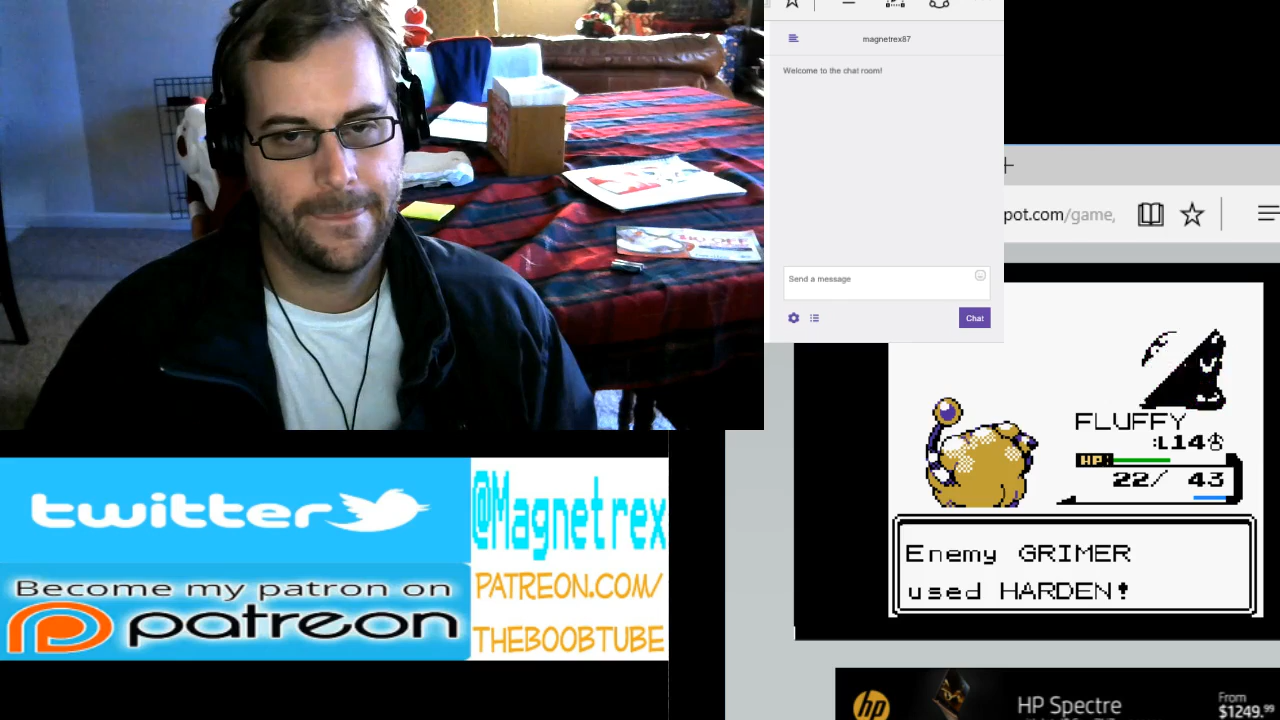 magnetrex87
Welcome to the chat room!
Send a message
Chat
pot.com/game,
FLUFFY
:L14
HP
22/ 43
Enemy GRIMER
used HARDEN!
twitter
@Magnetrex
Become my patron on
patreon
PATREON.COM/
THEBOOBTUBE
hp
HP Spectre
From
$1249.99